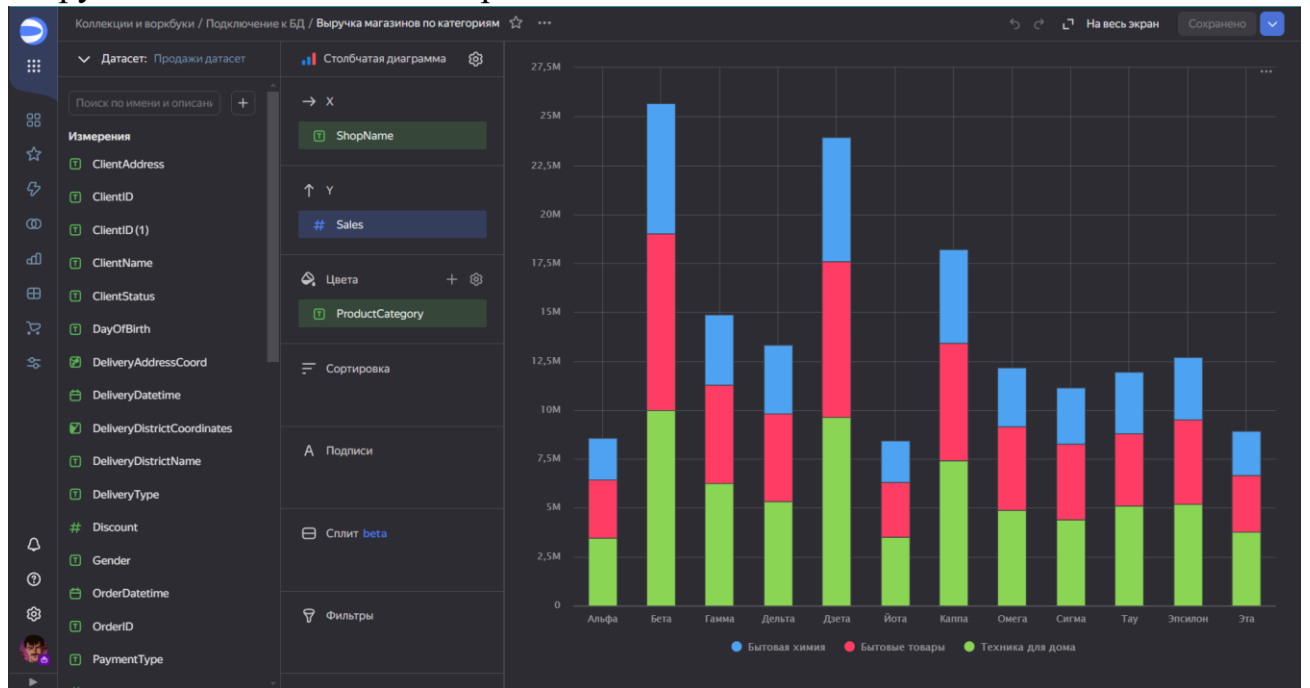 Коллекции и воркбуки / Подключение к БД / Выручка магазинов по категориям
На весь экран
Сохранено
Датасет: Продажи датасет
Поиск по имени и описані
Измерения
ClientAddress
ClientID
ClientID (1)
ClientName
ClientStatus
DayOfBirth
DeliveryAddressCoord
DeliveryDatetime
DeliveryDistrictCoordinates
DeliveryDistrictName
DeliveryType
# Discount
Gender
OrderDatetime
OrderID
PaymentType
Столбчатая диаграмма
X
ShopName
Y
# Sales
Цвета
ProductCategory
Сортировка
Подписи
Сплит beta
Фильтры
27,5M
25M
22,5M
20M
17,5M
15M
12,5M
10M
7,5M
5M
2,5M
0
Альфа Бета Гамма Дельта Дзета Йота Каппа Омега Сигма Тау Эпсилон Эта
Бытовая химия Бытовые товары Техника для дома